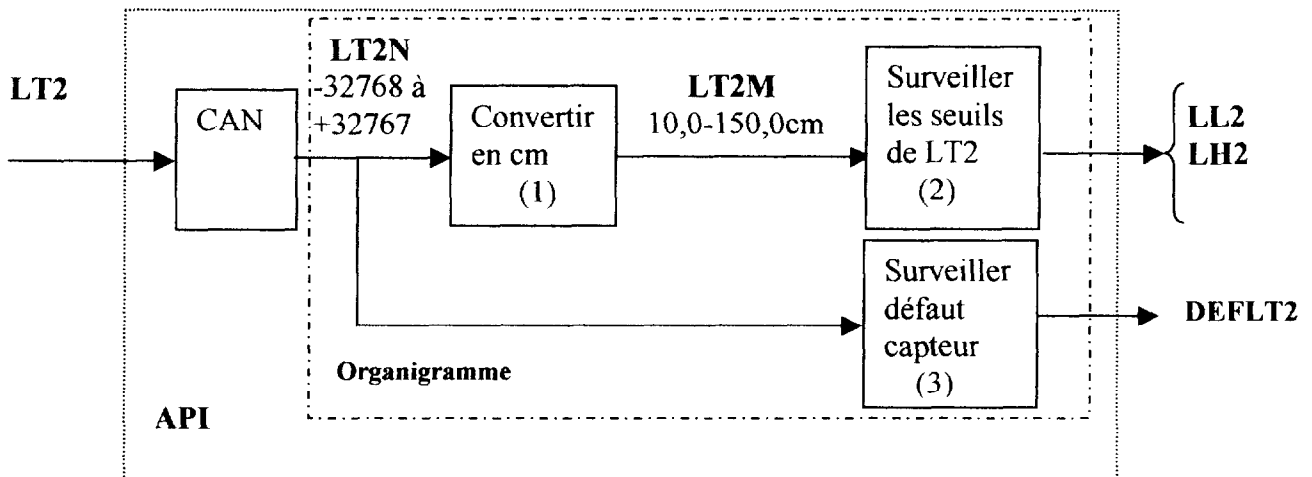 LT2
CAN
LT2N
-32768 à
+32767
Convertir
en cm
(1)
LT2M
10,0-150,0cm
Surveiller
les seuils
de LT2
(2)
LL2
LH2
Surveiller
défaut
capteur
(3)
DEFLT2
Organigramme
API